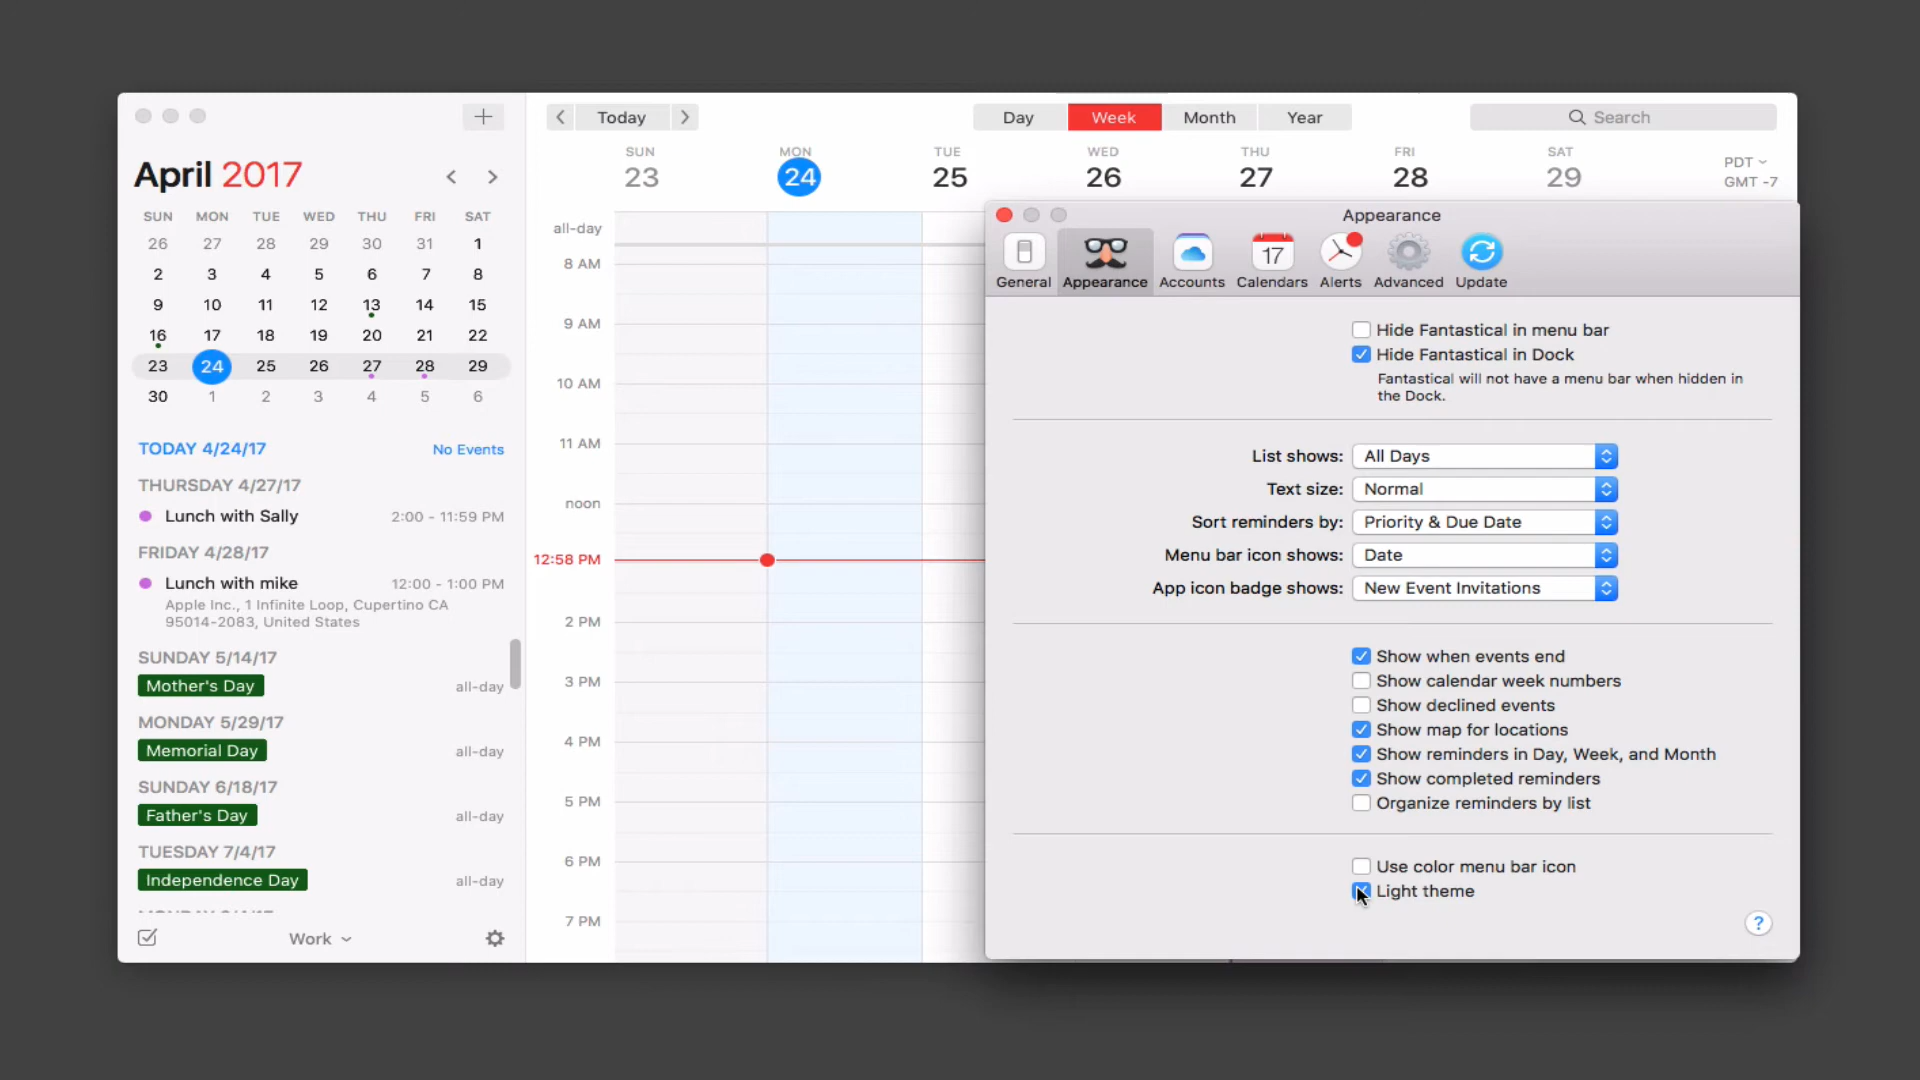 April 2017
SUN MON TUE WED THU FRI SAT
26 27 28 29 30 31 1
2 3 4 5 6 7 8
9 10 11 12 13 14 15
16 17 18 19 20 21 22
23 24 25 26 27 28 29
30 1 2 3 4 5 6
TODAY 4/24/17 No Events
THURSDAY 4/27/17
Lunch with Sally 2:00 - 11:59 PM
FRIDAY 4/28/17
Lunch with mike 12:00 - 1:00 PM
Apple Inc., 1 Infinite Loop, Cupertino CA
95014-2083, United States
SUNDAY 5/14/17
Mother's Day all-day
MONDAY 5/29/17
Memorial Day all-day
SUNDAY 6/18/17
Father's Day all-day
TUESDAY 7/4/17
Independence Day all-day
Work
Today
Day Week Month Year
Search
SUN MON TUE WED THU FRI SAT
23 24 25 26 27 28 29
PDT
GMT -7
all-day
8 AM
9 AM
10 AM
11 AM
noon
12:58 PM
2 PM
3 PM
4 PM
5 PM
6 PM
7 PM
Appearance
17
General Appearance Accounts Calendars Alerts Advanced Update
Hide Fantastical in menu bar
Hide Fantastical in Dock
Fantastical will not have a menu bar when hidden in
the Dock.
List shows: All Days
Text size: Normal
Sort reminders by: Priority & Due Date
Menu bar icon shows: Date
App icon badge shows: New Event Invitations
Show when events end
Show calendar week numbers
Show declined events
Show map for locations
Show reminders in Day, Week, and Month
Show completed reminders
Organize reminders by list
Use color menu bar icon
Light theme
?